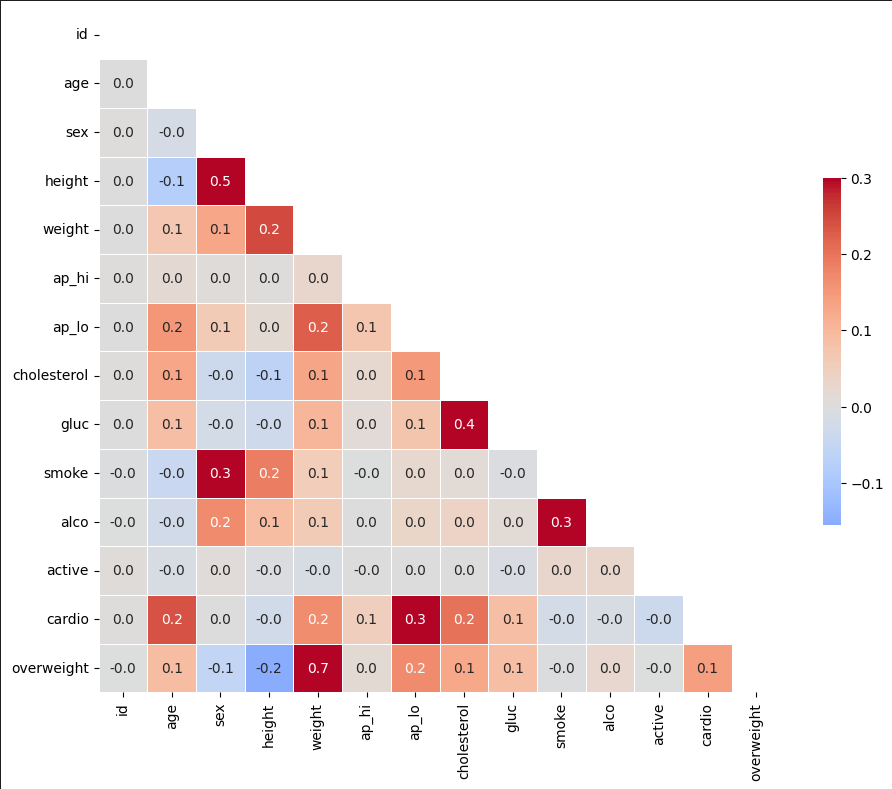 id
age 0.0
sex 0.0 -0.0
height 0.0 -0.1 0.5
weight 0.0 0.1 0.1 0.2
ap_hi 0.0 0.0 0.0 0.0 0.0
ap_lo 0.0 0.2 0.1 0.0 0.2 0.1
cholesterol 0.0 0.1 -0.0 -0.1 0.1 0.0 0.1
gluc 0.0 0.1 -0.0 -0.0 0.1 0.0 0.1 0.4
smoke -0.0 -0.0 0.3 0.2 0.1 -0.0 0.0 0.0 -0.0
alco -0.0 -0.0 0.2 0.1 0.1 0.0 0.0 0.0 0.0 0.3
active 0.0 -0.0 0.0 -0.0 -0.0 -0.0 0.0 0.0 -0.0 0.0 0.0
cardio 0.0 0.2 0.0 -0.0 0.2 0.1 0.3 0.2 0.1 -0.0 -0.0 -0.0
overweight -0.0 0.1 -0.1 -0.2 0.7 0.0 0.2 0.1 0.1 -0.0 0.0 -0.0 0.1
id age sex height weight ap_hi ap_lo cholesterol gluc smoke alco active cardio overweight
0.3
0.2
0.1
0.0
−0.1